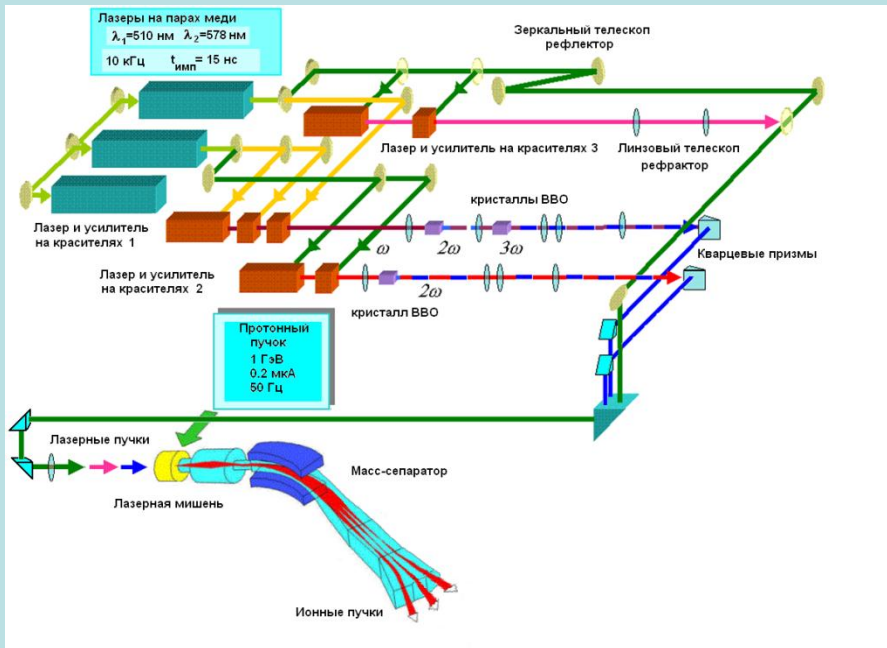 Лазеры на парах меди
λ1=510 нм λ2=578 нм
10 кГц tимп= 15 нс
Зеркальный телескоп
рефлектор
Лазер и усилитель на красителях 3
Линзовый телескоп
рефрактор
Лазер и усилитель
на красителях 1
кристаллы ВВО
ω
2ω
3ω
Кварцевые призмы
Лазер и усилитель
на красителях 2
2ω
кристалл ВВО
Протонный
пучок
1 ГэВ
0.2 мкА
50 Гц
Лазерные пучки
Масс-сепаратор
Лазерная мишень
Ионные пучки